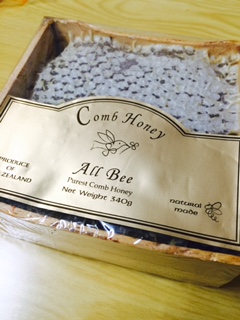 Comb Honey
PRODUCE
OF
ZEALAND
All Bee
Purest Comb Honey
Net Weight 340g
natural
made